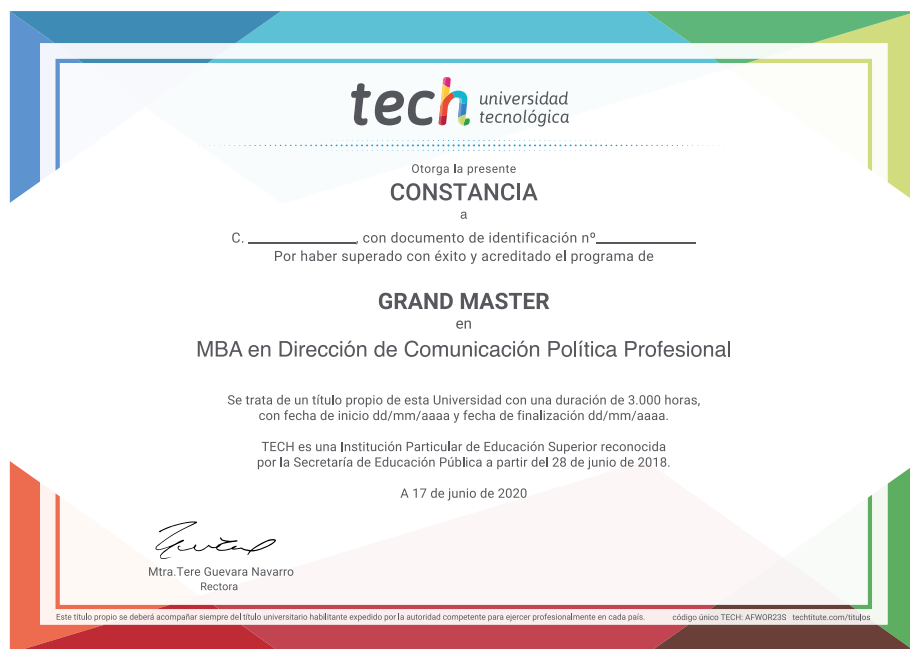 tech universidad
tecnológica
Otorga la presente
CONSTANCIA
a
C. ____________, con documento de identificación nº___________
Por haber superado con éxito y acreditado el programa de
GRAND MASTER
en
MBA en Dirección de Comunicación Política Profesional
Se trata de un título propio de esta Universidad con una duración de 3.000 horas,
con fecha de inicio dd/mm/aaaa y fecha de finalización dd/mm/aaaa.
TECH es una Institución Particular de Educación Superior reconocida
por la Secretaría de Educación Pública a partir del 28 de junio de 2018.
A 17 de junio de 2020
Mtra.Tere Guevara Navarro
Rectora
Este título propio se deberá acompañar siempre del título universitario habilitante expedido por la autoridad competente para ejercer profesionalmente en cada país. código único TECH: AFWOR23S techtitute.com/titulos